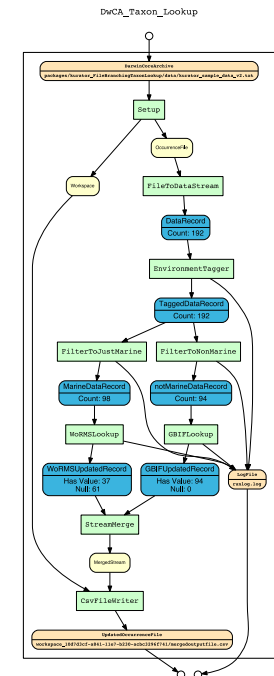 DwCA_Taxon_Lookup
DarwinCoreArchive
packages/kurator_FileBranchingTaxonLookup/data/kurator_sample_data_v2.txt
Setup
OccurrenceFile
Workspace
FileToDataStream
DataRecord
Count: 192
EnvironmentTagger
TaggedDataRecord
Count: 192
FilterToJustMarine
FilterToNonMarine
MarineDataRecord
Count: 98
notMarineDataRecord
Count: 94
WoRMSLookup
GBIFLookup
WoRMSUpdatedRecord
Has Value: 37
Null: 61
GBIFUpdatedRecord
Has Value: 94
Null: 0
LogFile
runlog.log
StreamMerge
MergedStream
CsvFileWriter
UpdatedOccurrenceFile